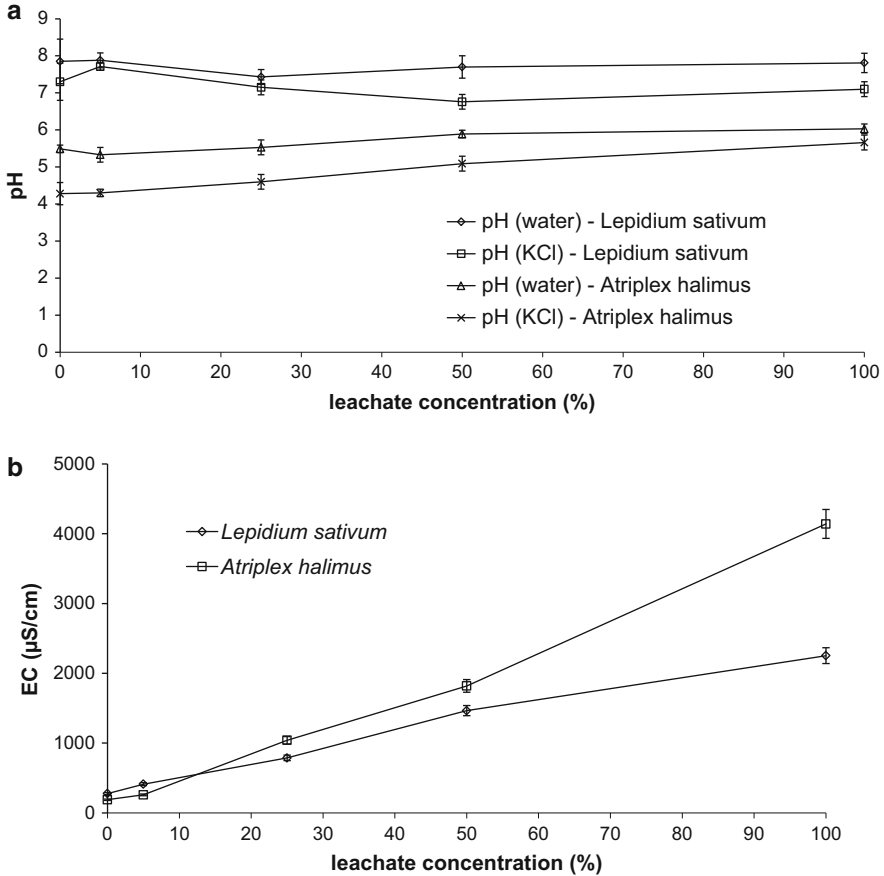 a
9
8
7
6
5
4
3
2
1
0
pH
pH (water) - Lepidium sativum
pH (KCl) - Lepidium sativum
pH (water) - Atriplex halimus
pH (KCl) - Atriplex halimus
0 10 20 30 40 50 60 70 80 90 100
leachate concentration (%)
b
5000
4000
3000
2000
1000
0
EC (µS/cm)
Lepidium sativum
Atriplex halimus
0 10 20 30 40 50 60 70 80 90 100
leachate concentration (%)